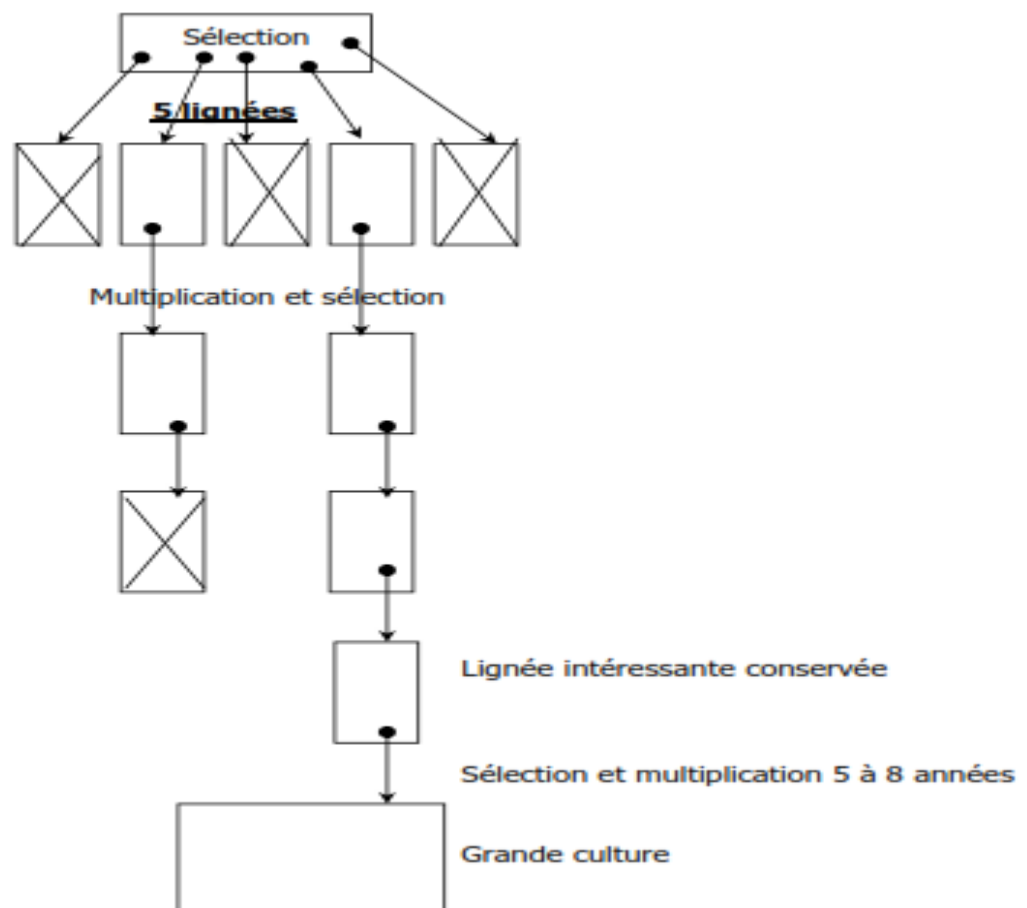 Sélection
5 lignées
Multiplication et sélection
Lignée intéressante conservée
Sélection et multiplication 5 à 8 années
Grande culture